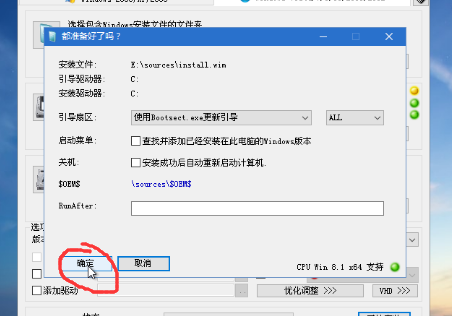 选择包含Windows安装文件的文件夹
都准备好了吗？
安装文件: E:\sources\install.wim
引导驱动器: C:
安装驱动器: C:
引导扇区: 使用Bootsect.exe更新引导 ALL
启动菜单: 查找并添加已经安装在此电脑的Windows版本
关机: 安装成功后自动重新启动计算机.
$OEM$ \sources\$OEM$
RunAfter:
确定 取消
CPU Win 8.1 x64 支持
添加驱动 .. 优化调整 >>> VHD >>>